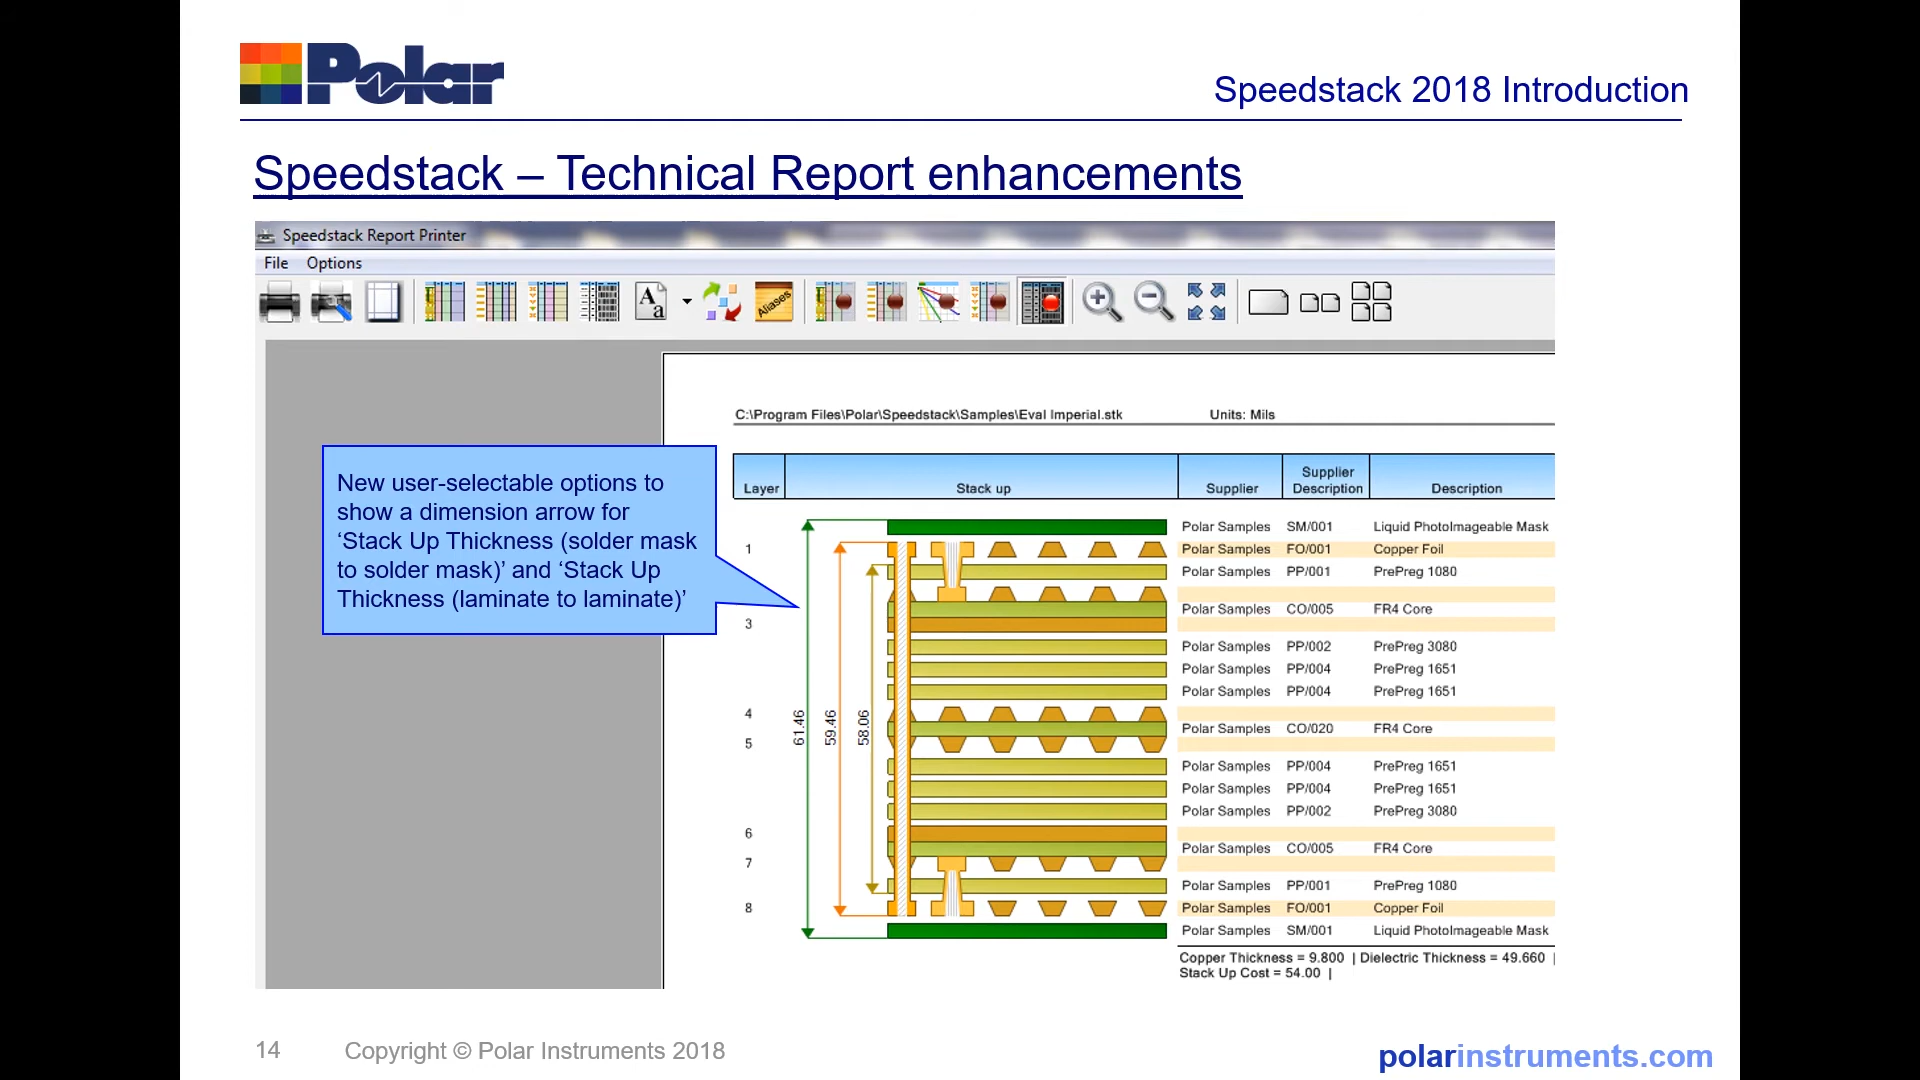 Polar
Speedstack 2018 Introduction
Speedstack – Technical Report enhancements
Speedstack Report Printer
File Options
Aa
Aliases
C:\Program Files\Polar\Speedstack\Samples\Eval Imperial.stk Units: Mils
Layer Stack up Supplier Supplier Description Description
New user-selectable options to
show a dimension arrow for
‘Stack Up Thickness (solder mask
to solder mask)’ and ‘Stack Up
Thickness (laminate to laminate)’
61.46
59.46
58.06
Polar Samples SM/001 Liquid PhotoImageable Mask
1 Polar Samples FO/001 Copper Foil
Polar Samples PP/001 PrePreg 1080
Polar Samples CO/005 FR4 Core
3
Polar Samples PP/002 PrePreg 3080
Polar Samples PP/004 PrePreg 1651
Polar Samples PP/004 PrePreg 1651
4
Polar Samples CO/020 FR4 Core
5
Polar Samples PP/004 PrePreg 1651
Polar Samples PP/004 PrePreg 1651
Polar Samples PP/002 PrePreg 3080
6
Polar Samples CO/005 FR4 Core
7
Polar Samples PP/001 PrePreg 1080
8 Polar Samples FO/001 Copper Foil
Polar Samples SM/001 Liquid PhotoImageable Mask
Copper Thickness = 9.800 | Dielectric Thickness = 49.660 |
Stack Up Cost = 54.00 |
14 Copyright © Polar Instruments 2018
polarinstruments.com